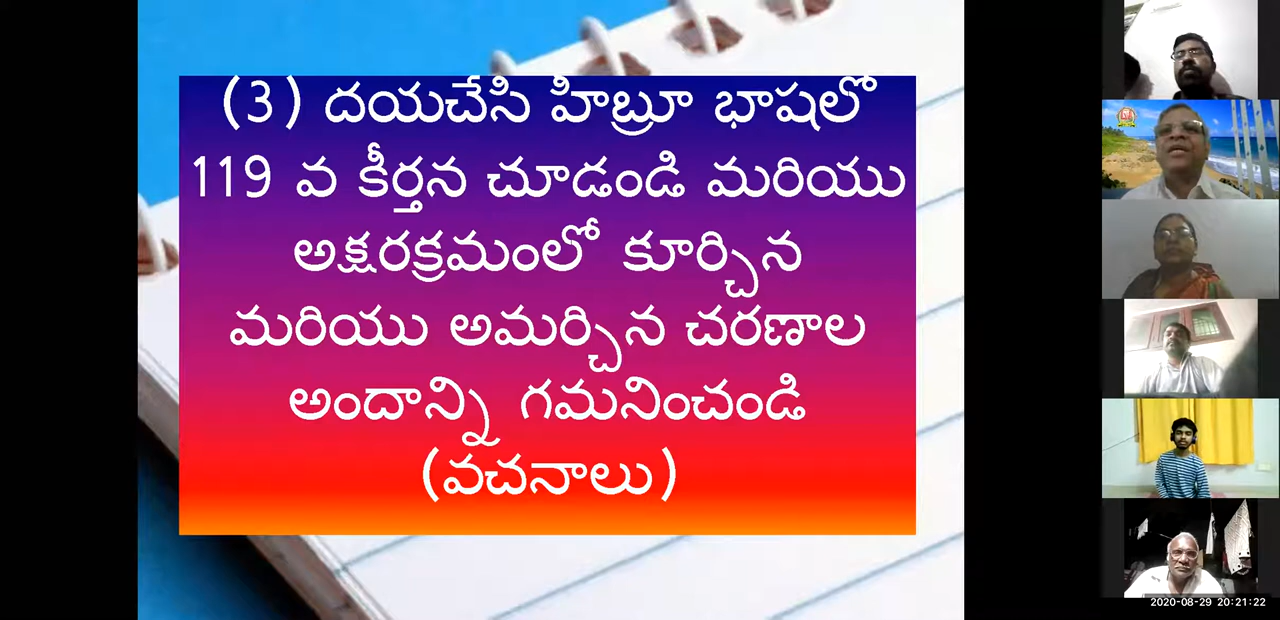 (3) దయచేసి హిబ్రూ భాషలో
119 వ కీర్తన చూడండి మరియు
అక్షరక్రమంలో కూర్చిన
మరియు అమర్చిన చరణాల
అందాన్ని గమనించండి
(వచనాలు)
2020-08-29 20:21:22